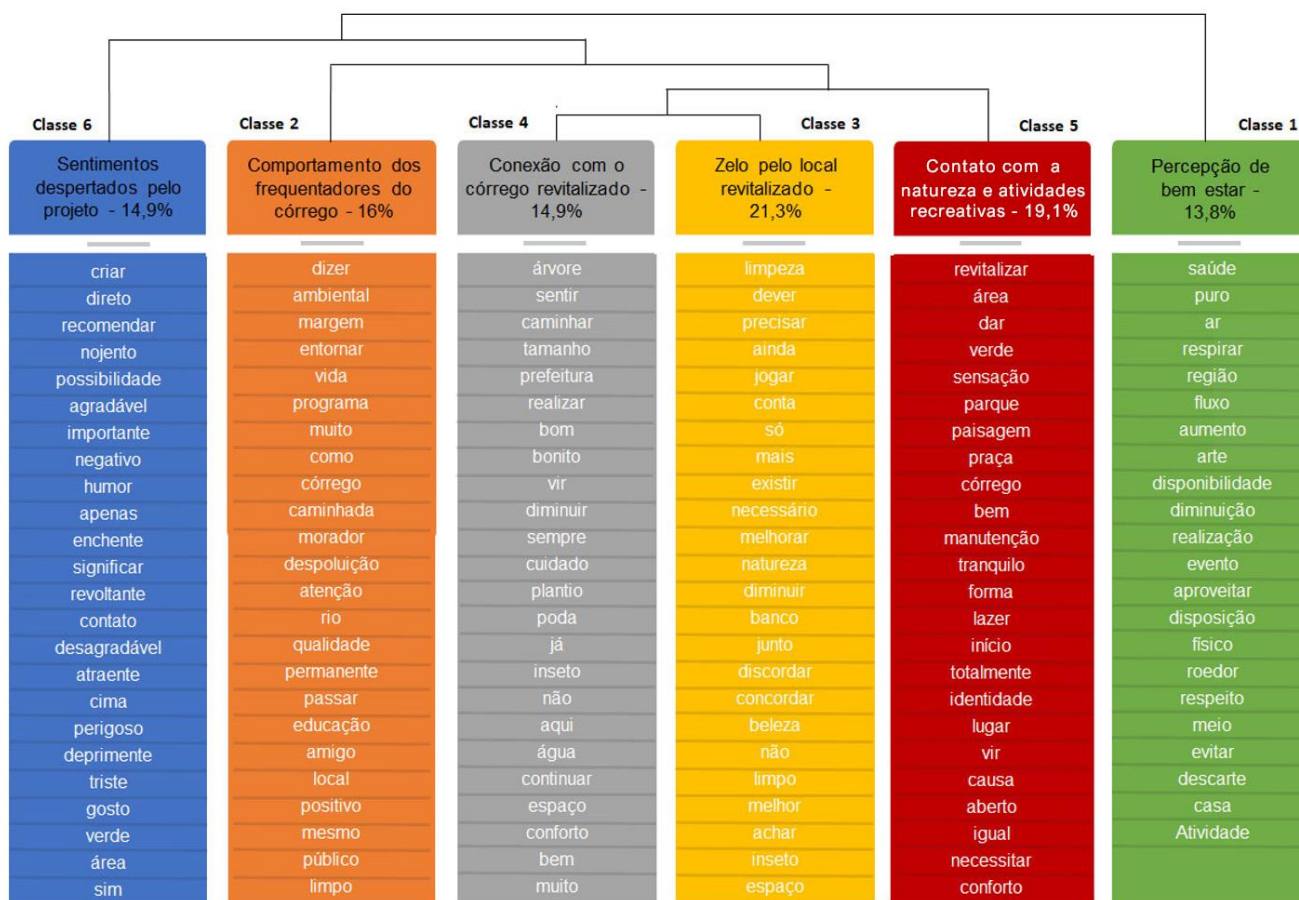 Classe 6
Classe 2
Classe 4
Classe 3
Classe 5
Classe 1
Sentimentos
despertados pelo
projeto - 14,9%
Comportamento dos
frequentadores do
córrego - 16%
Conexão com o
córrego revitalizado -
14,9%
Zelo pelo local
revitalizado -
21,3%
Contato com a
natureza e atividades
recreativas - 19,1%
Percepção de
bem estar -
13,8%
criar
direto
recomendar
nojento
possibilidade
agradável
importante
negativo
humor
apenas
enchente
significar
revoltante
contato
desagradável
atraente
cima
perigoso
deprimente
triste
gosto
verde
área
sim
dizer
ambiental
margem
entornar
vida
programa
muito
como
córrego
caminhada
morador
despoluição
atenção
rio
qualidade
permanente
passar
educação
amigo
local
positivo
mesmo
público
limpo
árvore
sentir
caminhar
tamanho
prefeitura
realizar
bom
bonito
vir
diminuir
sempre
cuidado
plantio
poda
já
inseto
não
aqui
água
continuar
espaço
conforto
bem
muito
limpeza
dever
precisar
ainda
jogar
conta
só
mais
existir
necessário
melhorar
natureza
diminuir
banco
junto
discordar
concordar
beleza
não
limpo
melhor
achar
inseto
espaço
revitalizar
área
dar
verde
sensação
parque
paisagem
praça
córrego
bem
manutenção
tranquilo
forma
lazer
início
totalmente
identidade
lugar
vir
causa
aberto
igual
necessitar
conforto
saúde
puro
ar
respirar
região
fluxo
aumento
arte
disponibilidade
diminuição
realização
evento
aproveitar
disposição
físico
roedor
respeito
meio
evitar
descarte
casa
Atividade